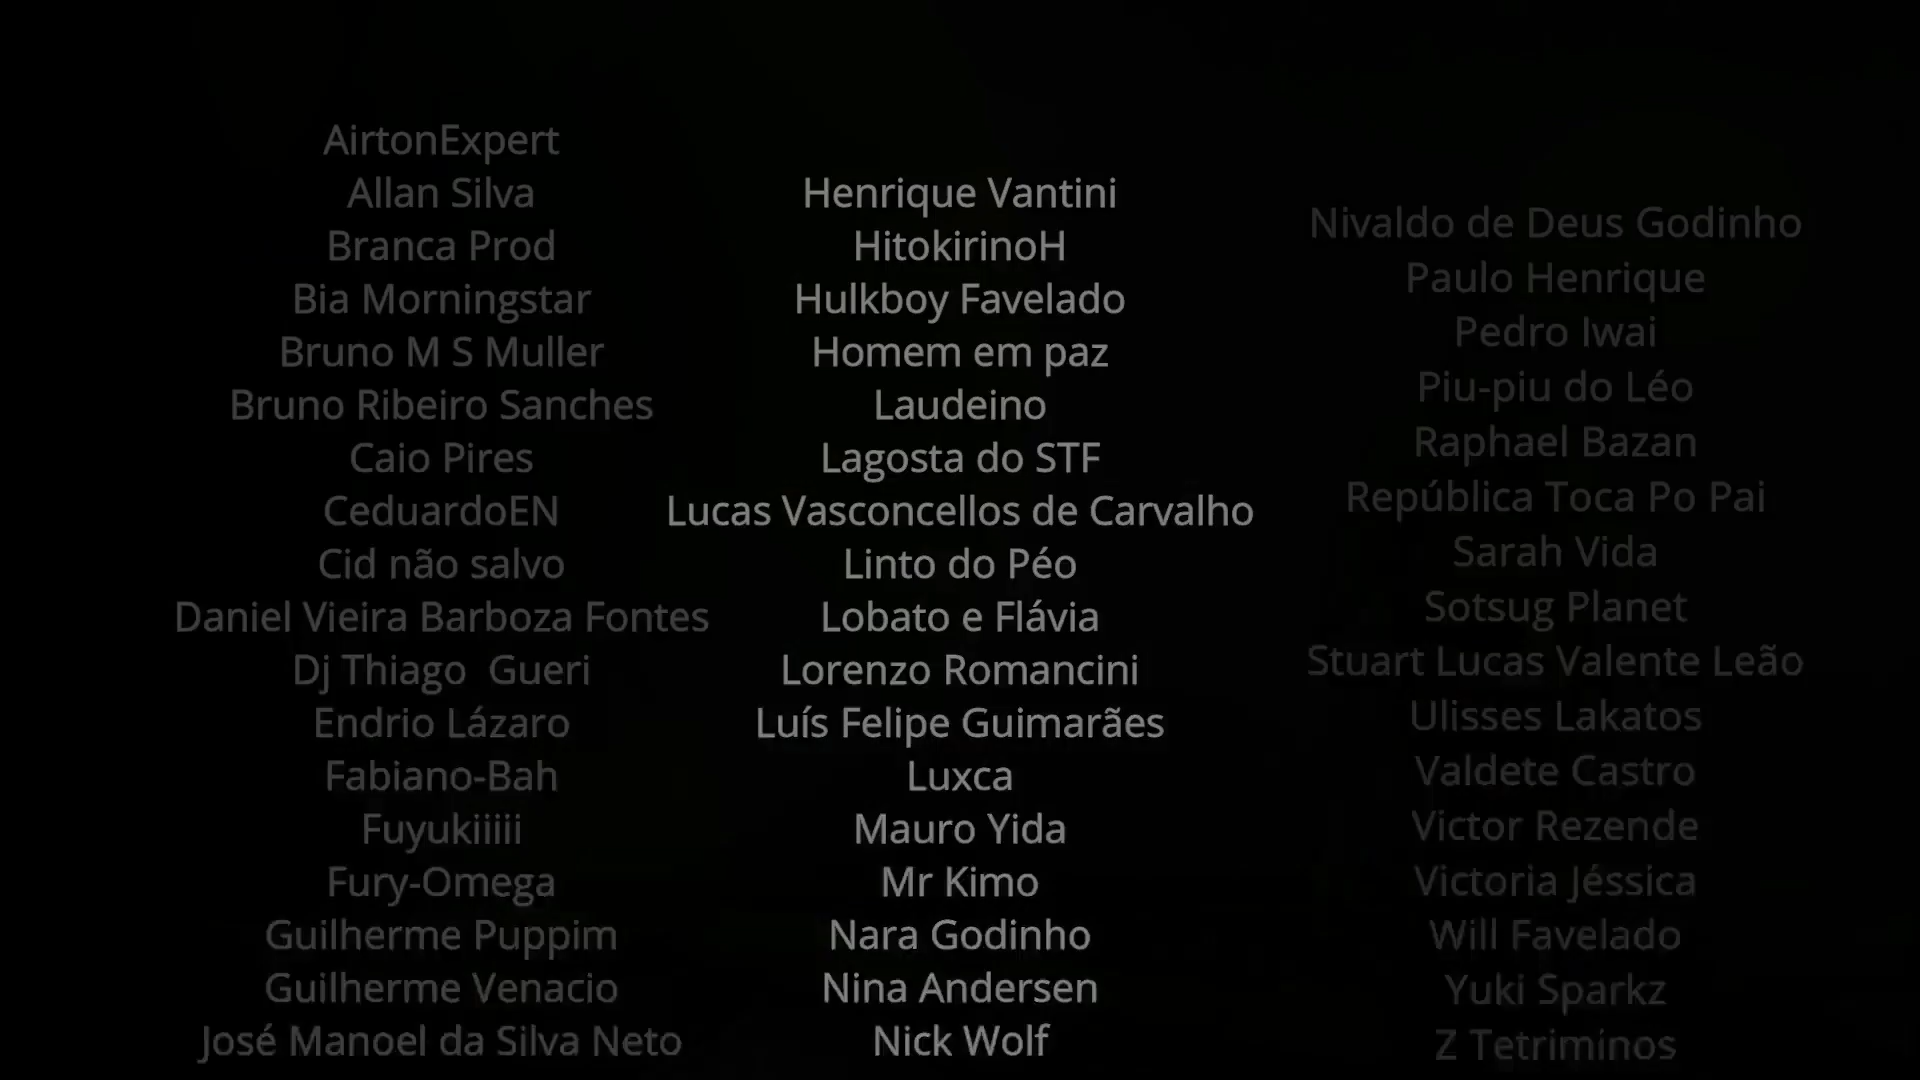 AirtonExpert
Allan Silva
Branca Prod
Bia Morningstar
Bruno M S Muller
Bruno Ribeiro Sanches
Caio Pires
CeduardoEN
Cid não salvo
Daniel Vieira Barboza Fontes
Dj Thiago  Gueri
Endrio Lázaro
Fabiano-Bah
Fuyukiiiii
Fury-Omega
Guilherme Puppim
Guilherme Venacio
José Manoel da Silva Neto
Henrique Vantini
HitokirinoH
Hulkboy Favelado
Homem em paz
Laudeino
Lagosta do STF
Lucas Vasconcellos de Carvalho
Linto do Péo
Lobato e Flávia
Lorenzo Romancini
Luís Felipe Guimarães
Luxca
Mauro Yida
Mr Kimo
Nara Godinho
Nina Andersen
Nick Wolf
Nivaldo de Deus Godinho
Paulo Henrique
Pedro Iwai
Piu-piu do Léo
Raphael Bazan
República Toca Po Pai
Sarah Vida
Sotsug Planet
Stuart Lucas Valente Leão
Ulisses Lakatos
Valdete Castro
Victor Rezende
Victoria Jéssica
Will Favelado
Yuki Sparkz
Z Tetriminos